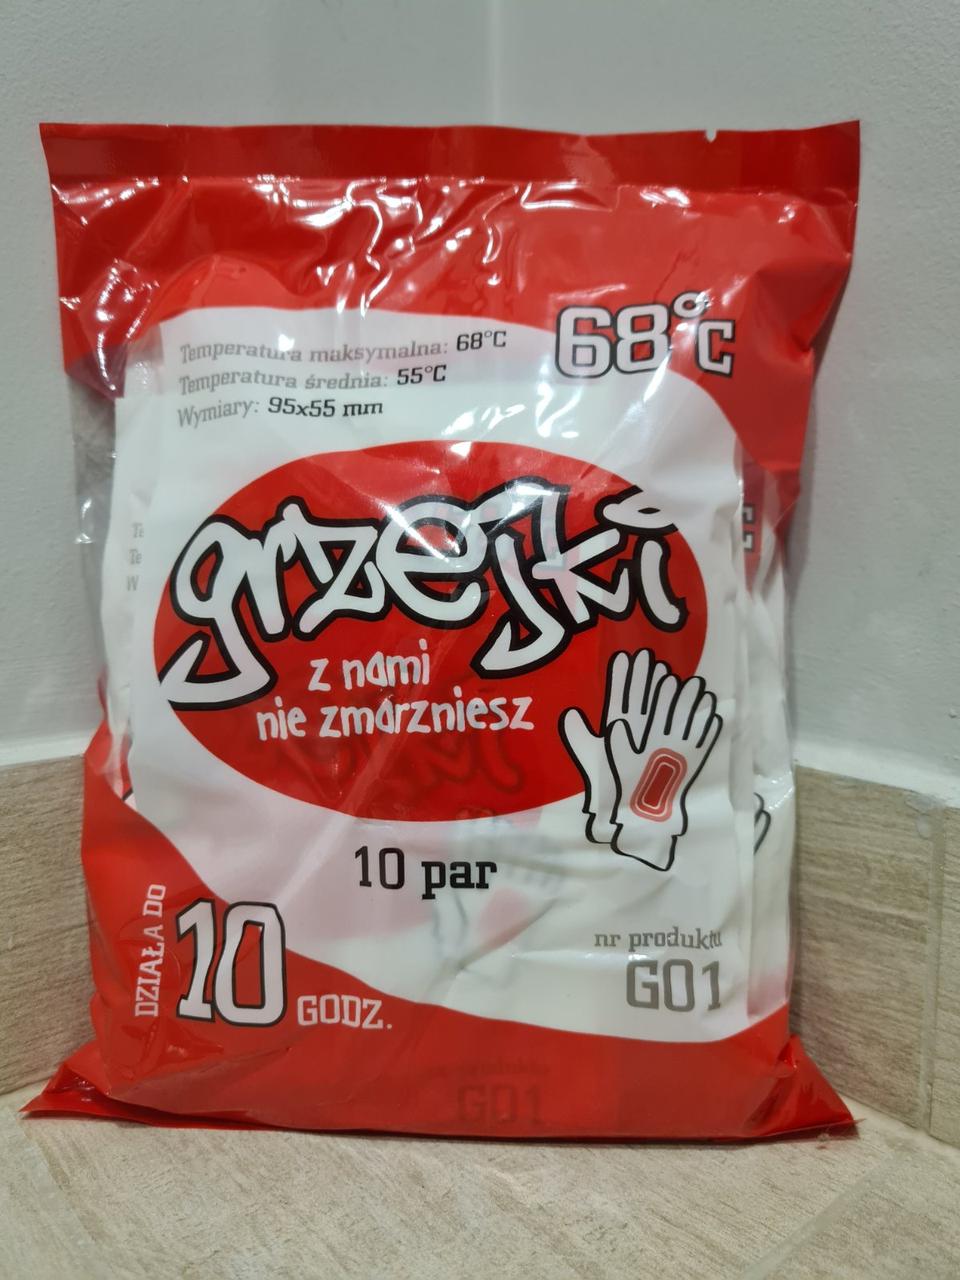 68°C
Temperatura maksymalna: 68°C
Temperatura średnia: 55°C
Wymiary: 95x55 mm
grzejki
z nami
nie zmarzniesz
10 par
DZIAŁA DO
10
GODZ.
nr produktu
G01
G01